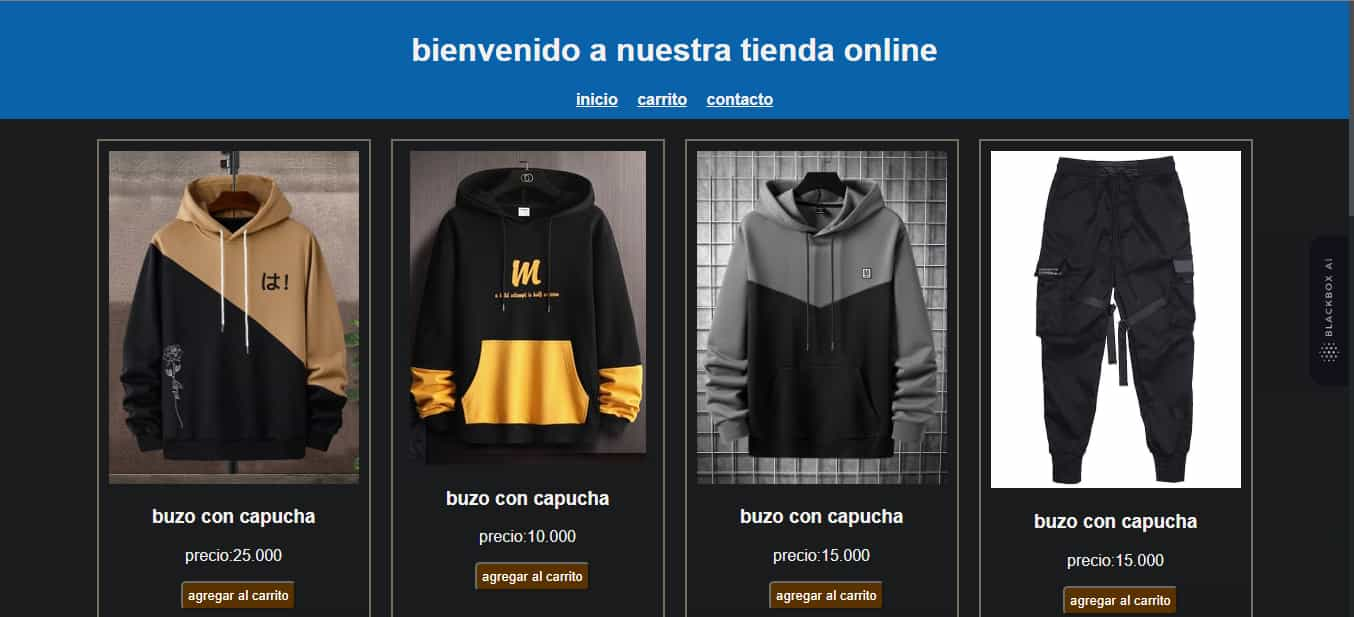 bienvenido a nuestra tienda online
inicio carrito contacto
は!
M
buzo con capucha
precio:25.000
agregar al carrito
buzo con capucha
precio:10.000
agregar al carrito
buzo con capucha
precio:15.000
agregar al carrito
buzo con capucha
precio:15.000
agregar al carrito
BLACKBOX AI